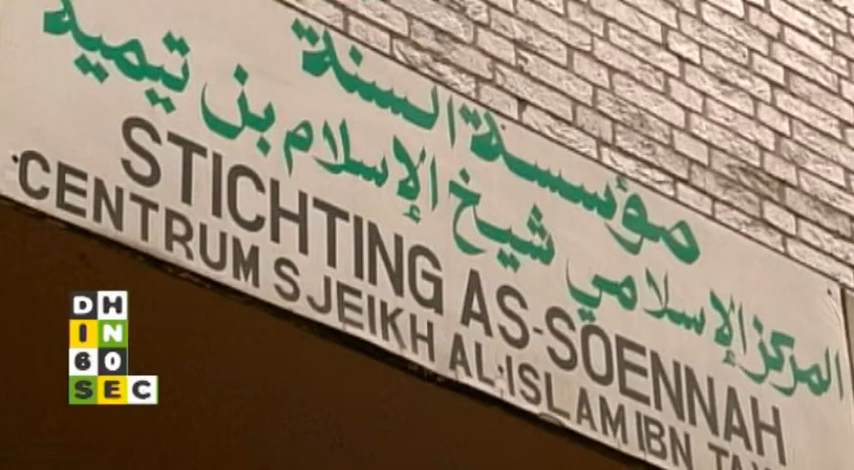 مؤسسة السنة
المركز الإسلامي شيخ الإسلام بن تيمية
STICHTING AS-SOENNAH
CENTRUM SJEIKH AL-ISLAM IBN
DH
IN
60
SEC